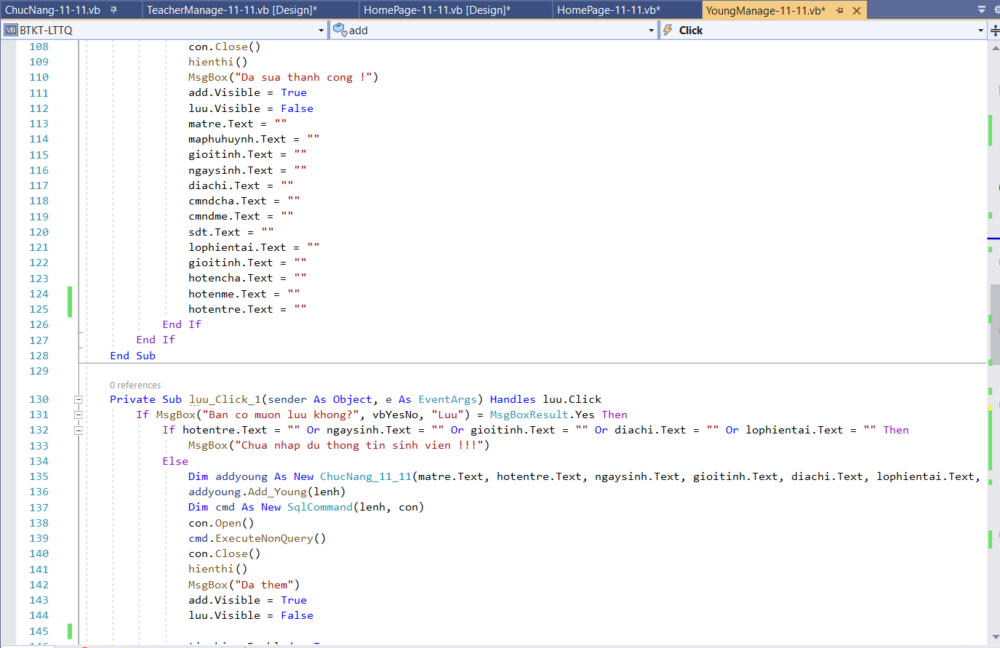 ChucNang-11-11.vb TeacherManage-11-11.vb [Design]* HomePage-11-11.vb [Design]* HomePage-11-11.vb* YoungManage-11-11.vb*
VB BTKT-LTTQ add Click
108 con.Close()
109 hienthi()
110 MsgBox("Da sua thanh cong !")
111 add.Visible = True
112 luu.Visible = False
113 matre.Text = ""
114 maphuhuynh.Text = ""
115 gioitinh.Text = ""
116 ngaysinh.Text = ""
117 diachi.Text = ""
118 cmndcha.Text = ""
119 cmndme.Text = ""
120 sdt.Text = ""
121 lophientai.Text = ""
122 gioitinh.Text = ""
123 hotencha.Text = ""
124 hotenme.Text = ""
125 hotentre.Text = ""
126 End If
127 End If
128 End Sub
129
0 references
130 Private Sub luu_Click_1(sender As Object, e As EventArgs) Handles luu.Click
131 If MsgBox("Ban co muon luu khong?", vbYesNo, "Luu") = MsgBoxResult.Yes Then
132 If hotentre.Text = "" Or ngaysinh.Text = "" Or gioitinh.Text = "" Or diachi.Text = "" Or lophientai.Text = "" Then
133 MsgBox("Chua nhap du thong tin sinh vien !!!")
134 Else
135 Dim addyoung As New ChucNang_11_11(matre.Text, hotentre.Text, ngaysinh.Text, gioitinh.Text, diachi.Text, lophientai.Text,
136 addyoung.Add_Young(lenh)
137 Dim cmd As New SqlCommand(lenh, con)
138 con.Open()
139 cmd.ExecuteNonQuery()
140 con.Close()
141 hienthi()
142 MsgBox("Da them")
143 add.Visible = True
144 luu.Visible = False
145